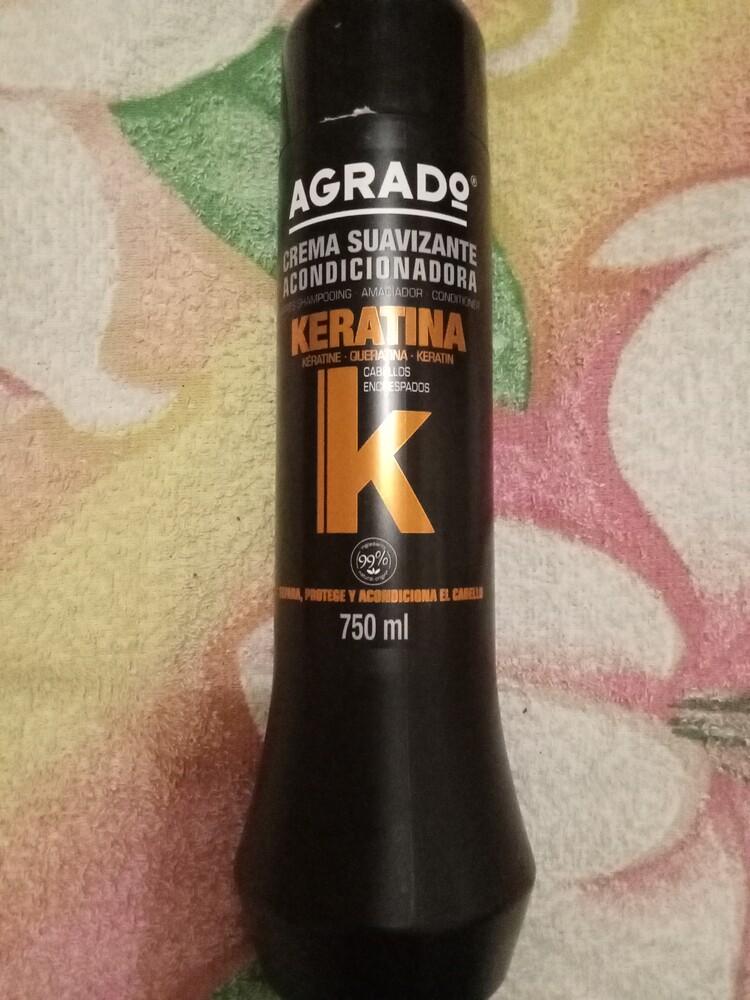 AGRADO®
CREMA SUAVIZANTE
ACONDICIONADORA
SHAMPOOING AMACIADOR CONDITIONER
KERATINA
KÉRATINE · QUERATINA · KERATIN
CABELLOS
ENCRESPADOS
k
99%
PROTEGE Y ACONDICIONA EL CABELLO
750 ml